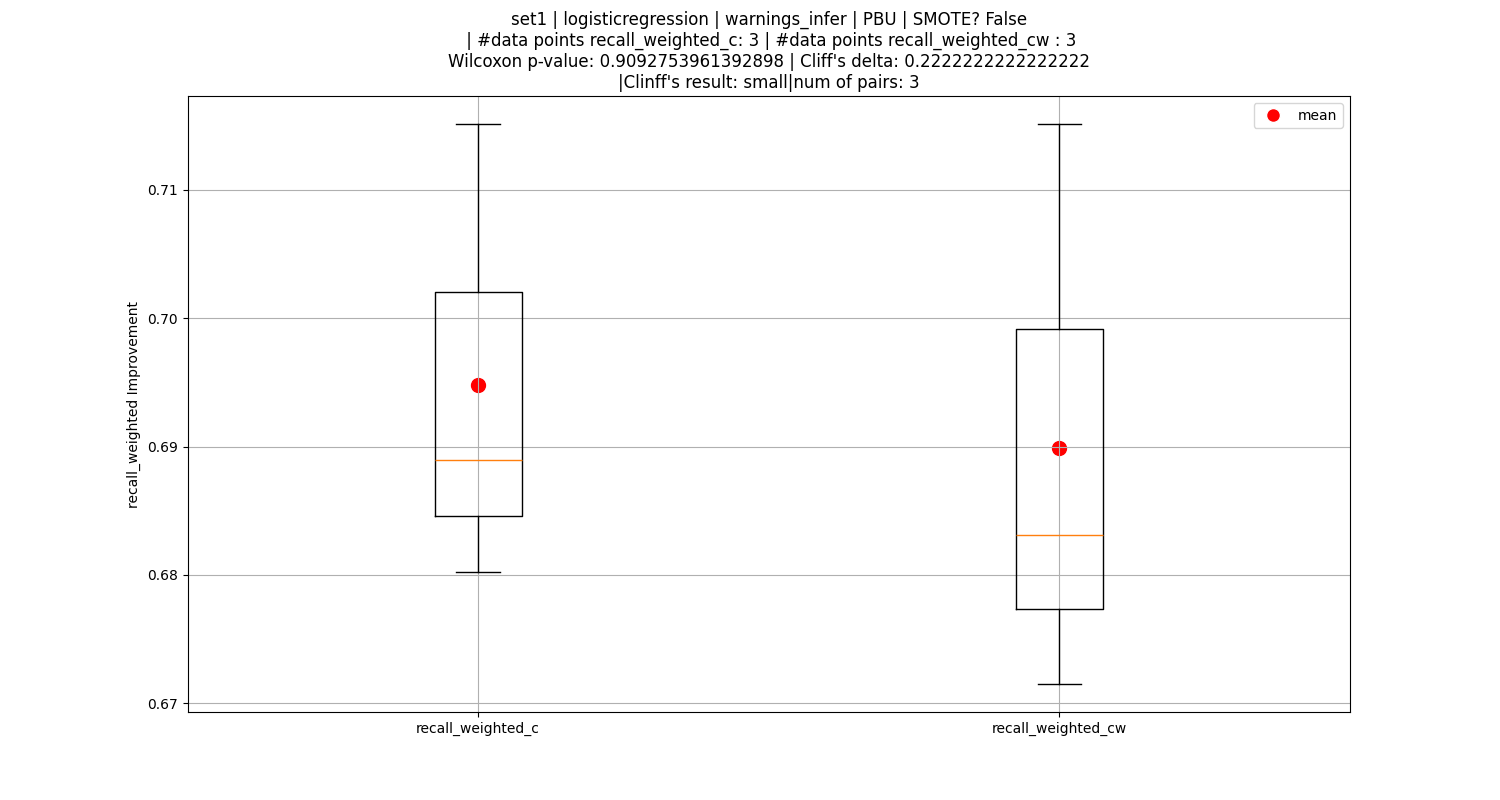 set1 | logisticregression | warnings_infer | PBU | SMOTE? False
| #data points recall_weighted_c: 3 | #data points recall_weighted_cw : 3
Wilcoxon p-value: 0.9092753961392898 | Cliff's delta: 0.2222222222222222
|Clinff's result: small|num of pairs: 3
mean
0.71
0.70
0.69
0.68
0.67
recall_weighted Improvement
recall_weighted_c
recall_weighted_cw